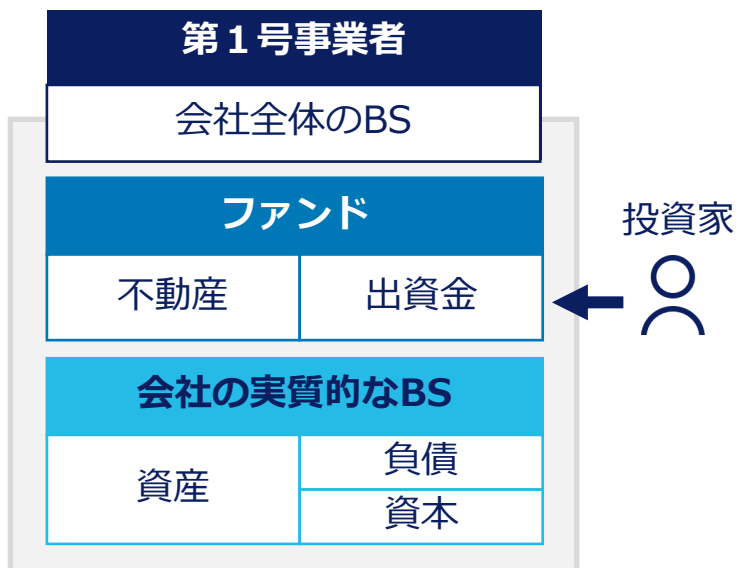 第１号事業者
会社全体のBS
ファンド
不動産
出資金
投資家
会社の実質的なBS
資産
負債
資本